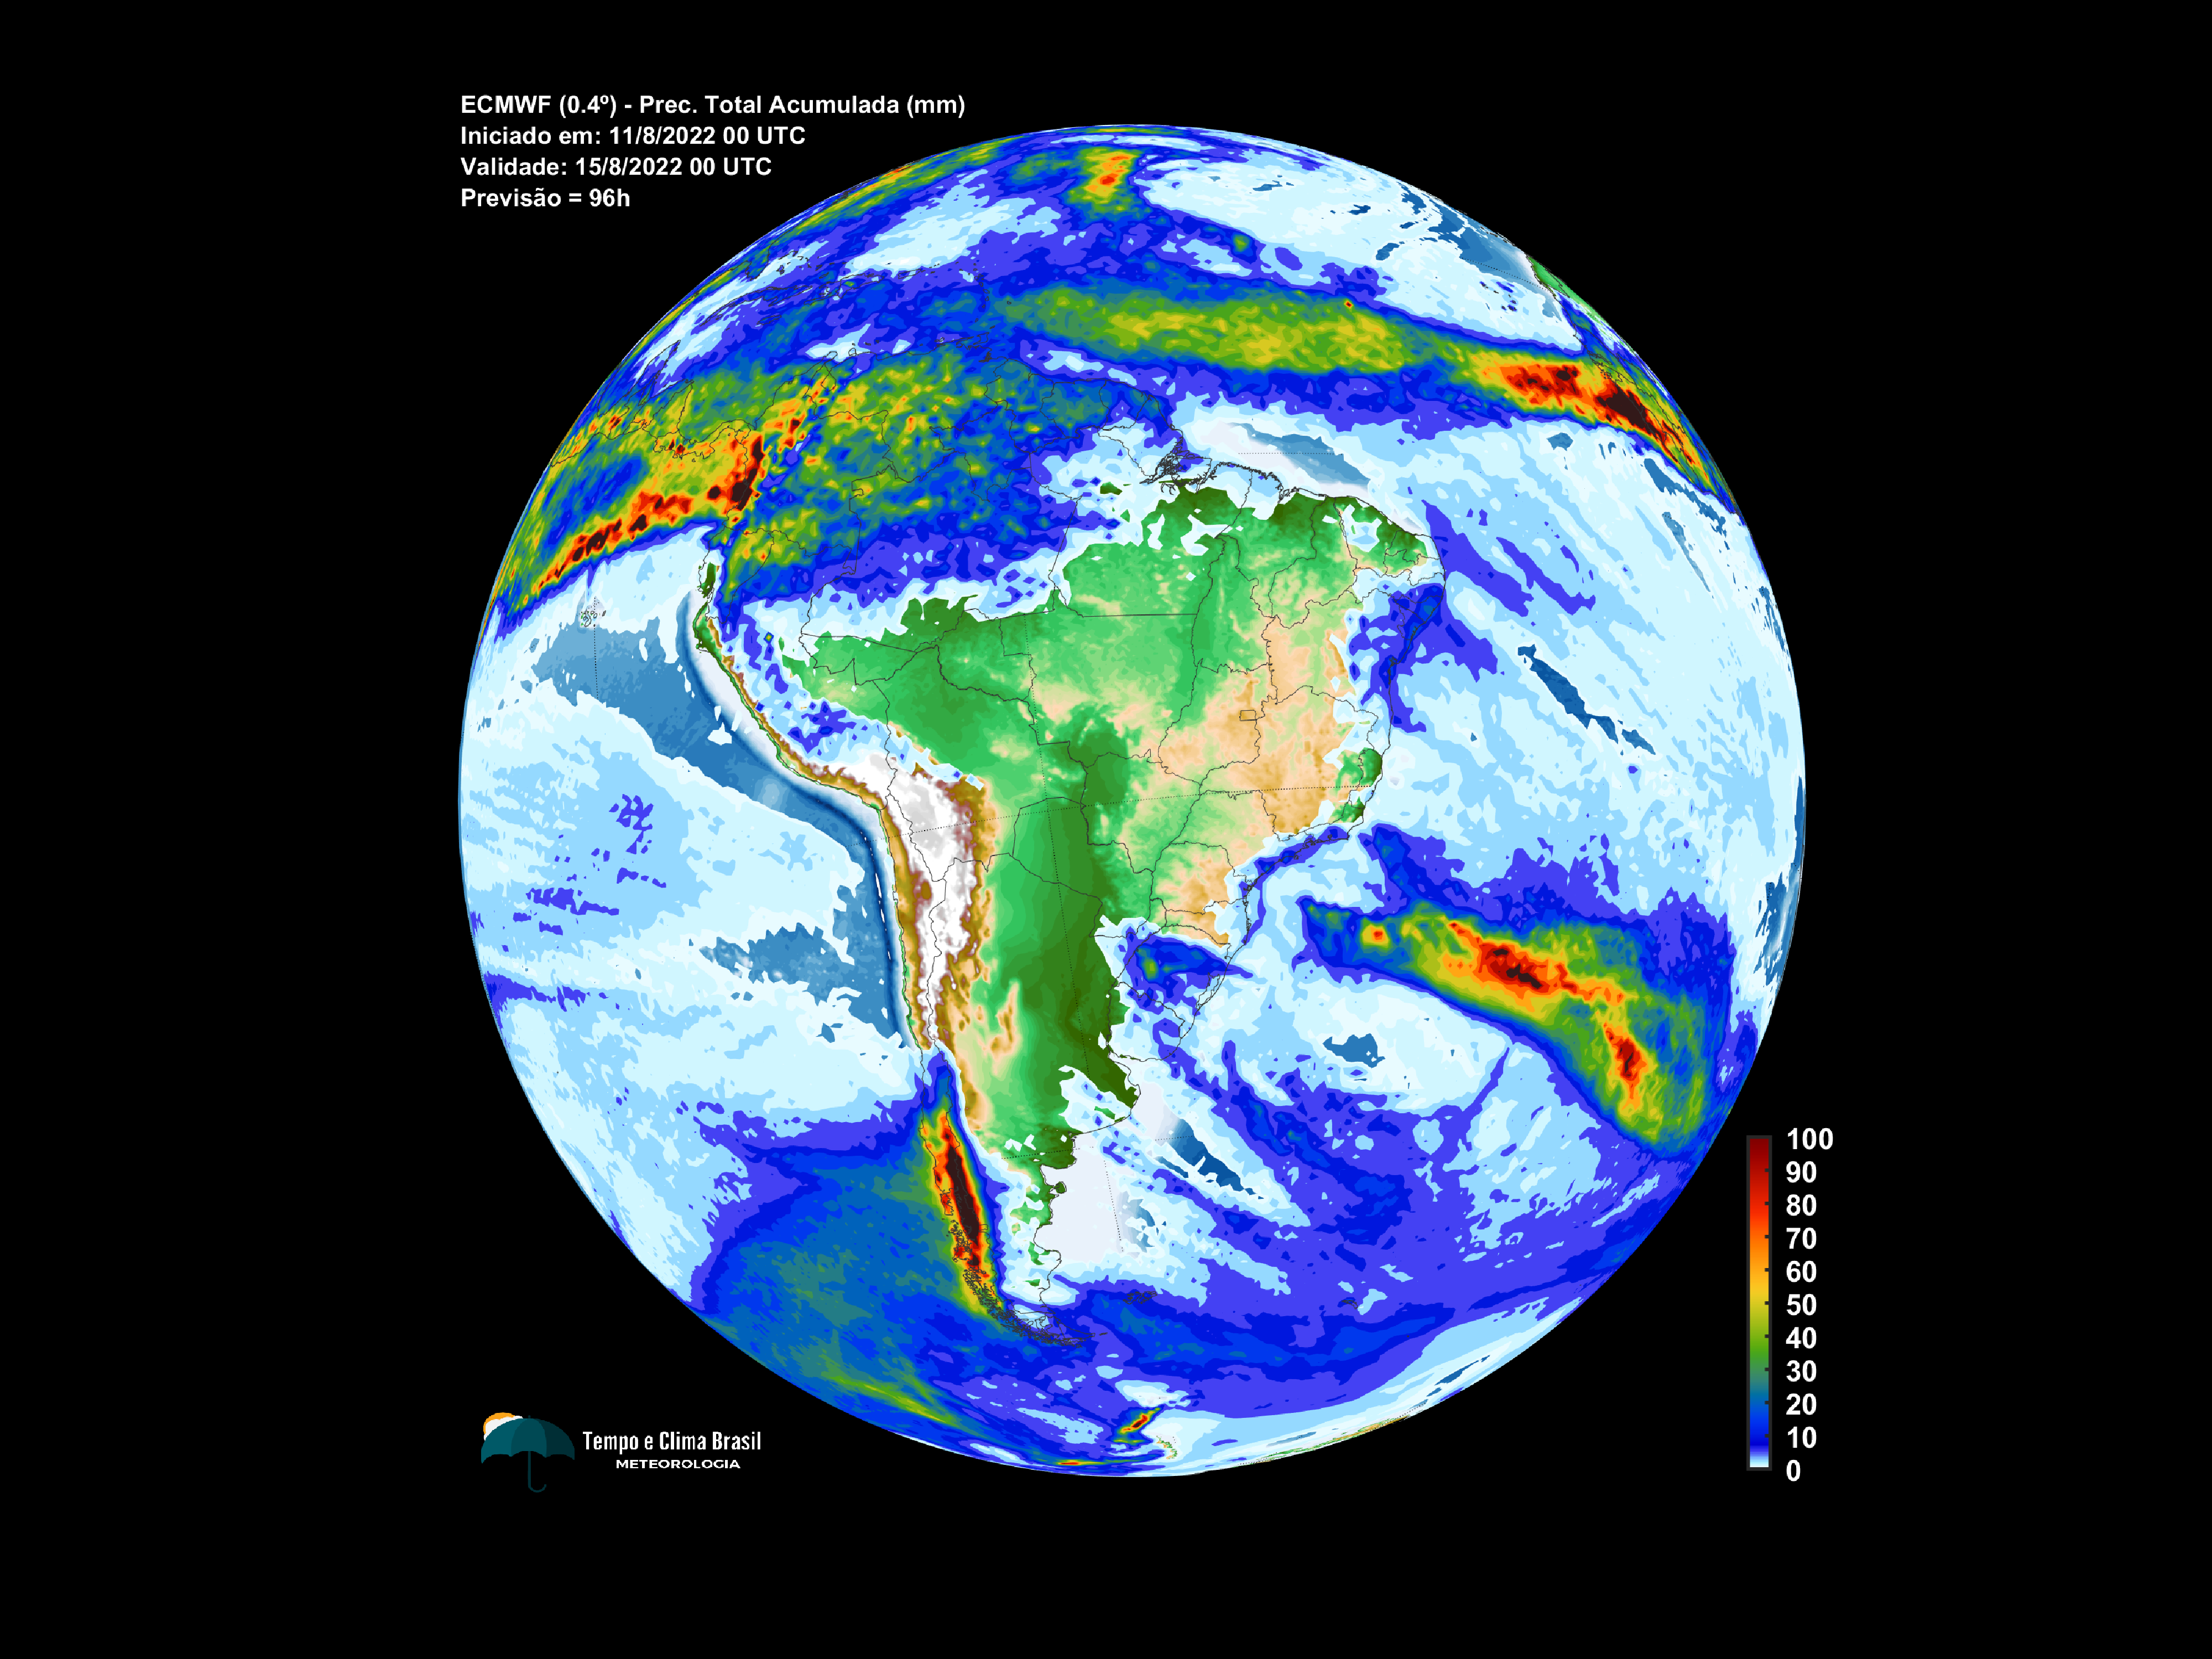 ECMWF (0.4º) - Prec. Total Acumulada (mm)
Iniciado em: 11/8/2022 00 UTC
Validade: 15/8/2022 00 UTC
Previsão = 96h
100
90
80
70
60
50
40
30
20
10
0
Tempo e Clima Brasil
METEOROLOGIA